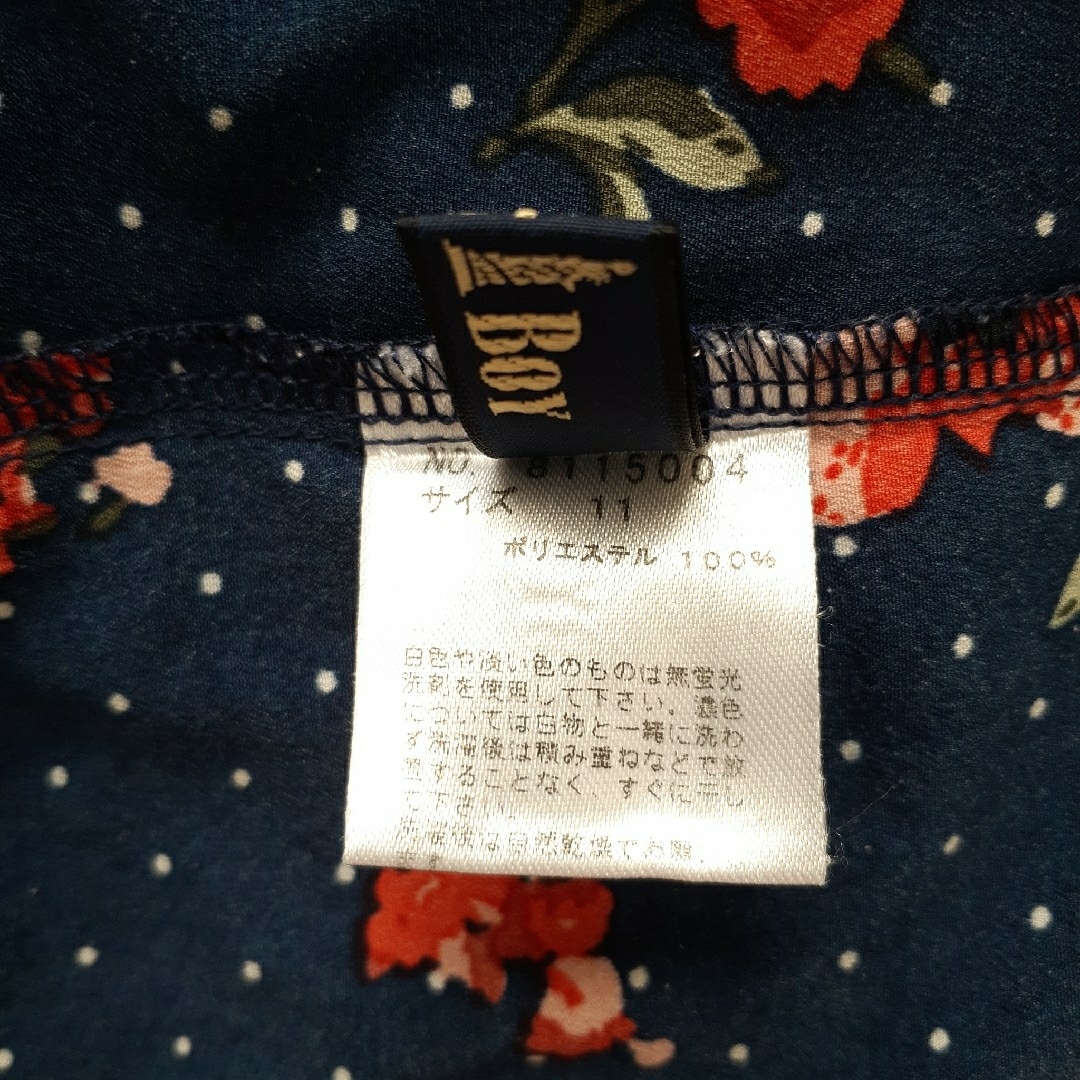 BOY
NO. 8115004
サイズ 11
ポリエステル 100%
白色や淡い色のものは無蛍光
洗剤を使用して下さい。濃色
については白物と一緒に洗わ
ず洗濯後は積み重ねなどで放
置することなく、すぐに干し
て下さい。
洗濯後は自然乾燥でお願